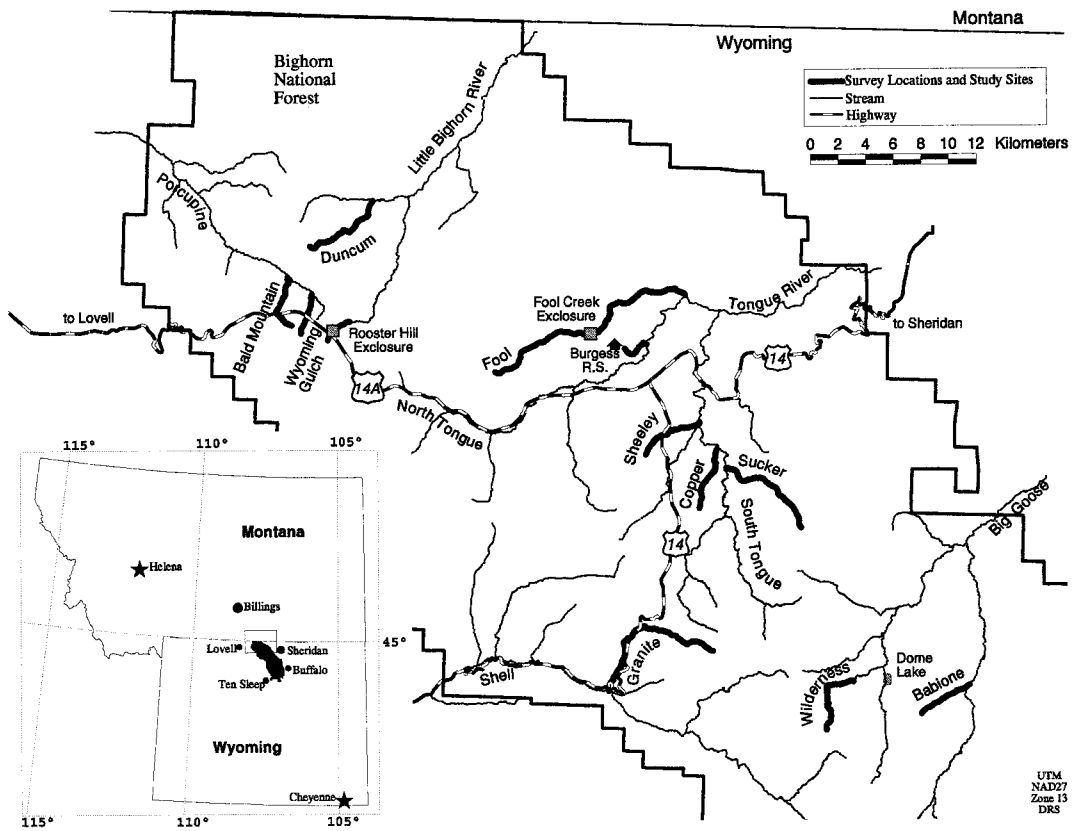 Montana
Wyoming
Bighorn
National
Forest
Survey Locations and Study Sites
Stream
Highway
0 2 4 6 8 10 12 Kilometers
Little Bighorn River
Porcupine
Duncum
to Lovell
Bald Mountain
Wyoming
Gulch
Rooster Hill
Exclosure
14A
North Tongue
Fool Creek
Exclosure
Fool
Burgess
R.S.
Tongue River
14
to Sheridan
Sheeley
Copper
Sucker
South Tongue
14
Big Goose
Granite
Shell
Wilderness
Dome
Lake
Babione
115° 110° 105°
Montana
Helena
Billings
45°
Lovell
Sheridan
Buffalo
Ten Sleep
Wyoming
Cheyenne
115° 110° 105°
UTM
NAD27
Zone 13
DRS